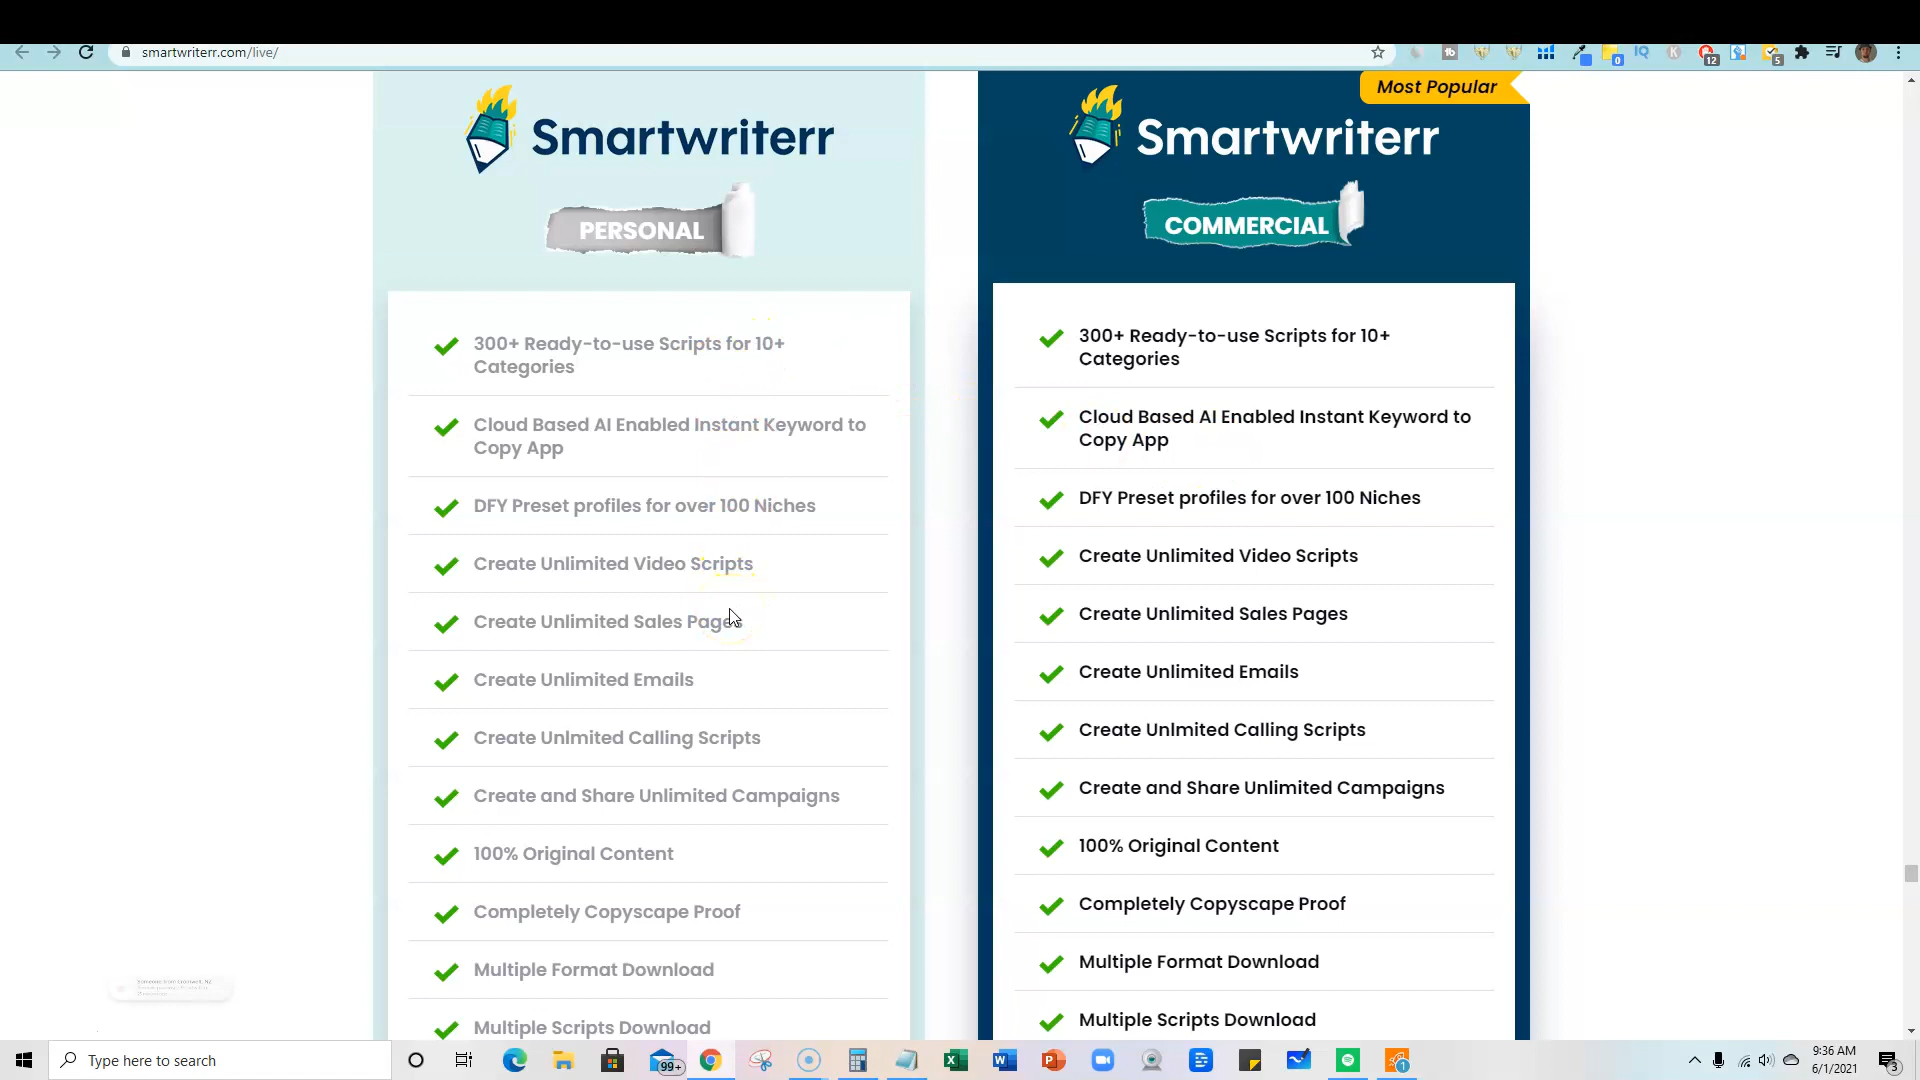 smartwriterr.com/live/
Most Popular
Smartwriterr
PERSONAL
300+ Ready-to-use Scripts for 10+
Categories
Cloud Based AI Enabled Instant Keyword to
Copy App
DFY Preset profiles for over 100 Niches
Create Unlimited Video Scripts
Create Unlimited Sales Pages
Create Unlimited Emails
Create Unlmited Calling Scripts
Create and Share Unlimited Campaigns
100% Original Content
Completely Copyscape Proof
Multiple Format Download
Multiple Scripts Download
Smartwriterr
COMMERCIAL
300+ Ready-to-use Scripts for 10+
Categories
Cloud Based AI Enabled Instant Keyword to
Copy App
DFY Preset profiles for over 100 Niches
Create Unlimited Video Scripts
Create Unlimited Sales Pages
Create Unlimited Emails
Create Unlmited Calling Scripts
Create and Share Unlimited Campaigns
100% Original Content
Completely Copyscape Proof
Multiple Format Download
Multiple Scripts Download
Type here to search
99+
9:36 AM
6/1/2021